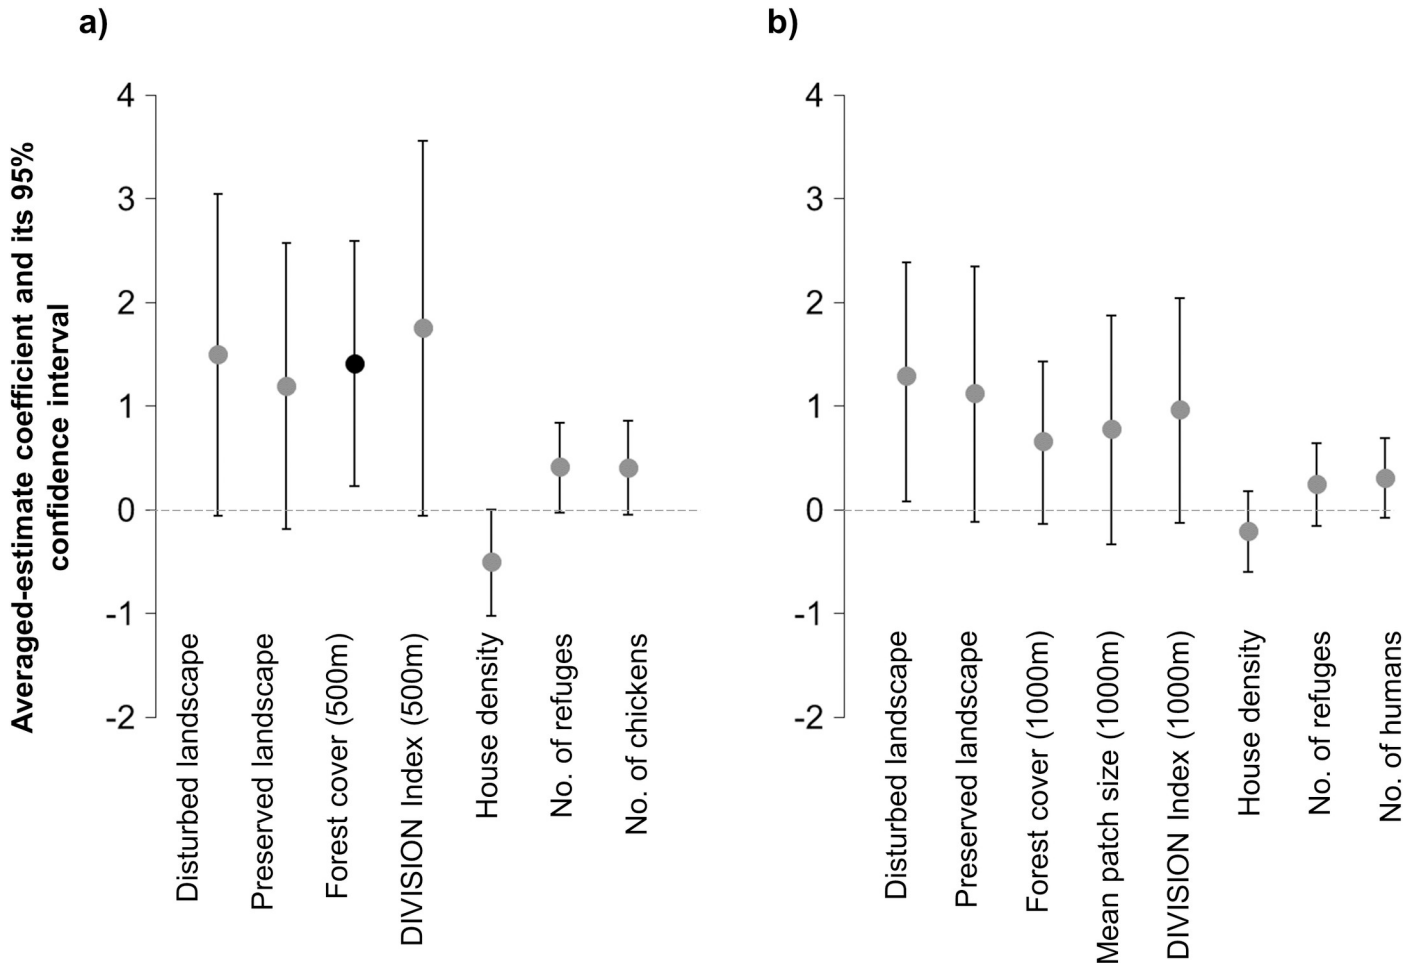 a)
b)
Averaged-estimate coefficient and its 95%
confidence interval
4
3
2
1
0
-1
-2
Disturbed landscape
Preserved landscape
Forest cover (500m)
DIVISION Index (500m)
House density
No. of refuges
No. of chickens
4
3
2
1
0
-1
-2
Disturbed landscape
Preserved landscape
Forest cover (1000m)
Mean patch size (1000m)
DIVISION Index (1000m)
House density
No. of refuges
No. of humans